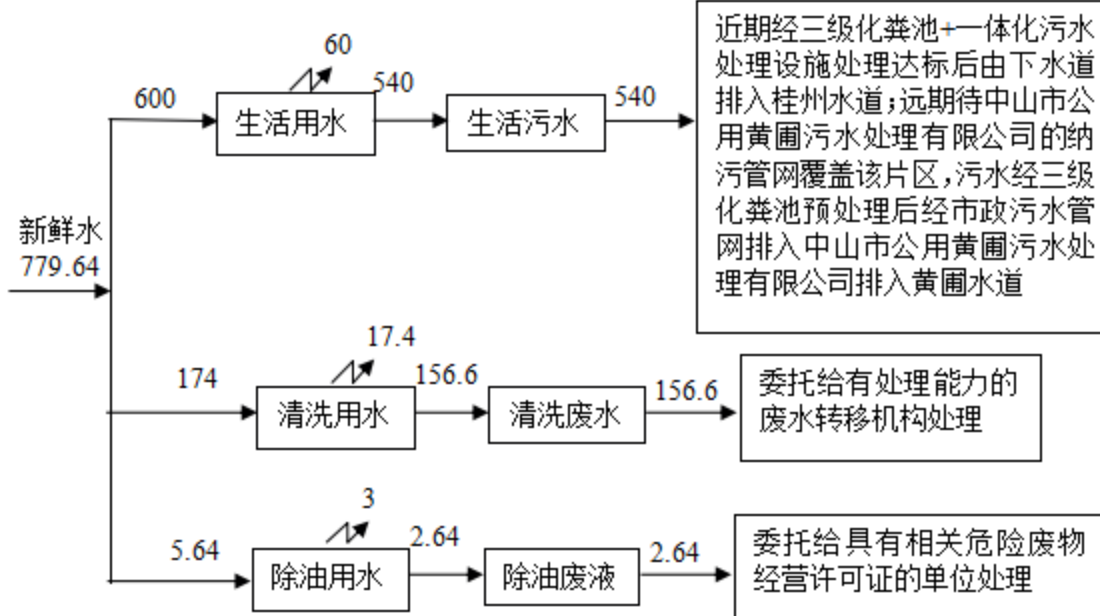 60
600
生活用水
540
生活污水
540
近期经三级化粪池+一体化污水
处理设施处理达标后由下水道
排入桂州水道;远期待中山市公
用黄圃污水处理有限公司的纳
污管网覆盖该片区,污水经三级
化粪池预处理后经市政污水管
网排入中山市公用黄圃污水处
理有限公司排入黄圃水道
新鲜水
779.64
17.4
174
清洗用水
156.6
清洗废水
156.6
委托给有处理能力的
废水转移机构处理
3
5.64
除油用水
2.64
除油废液
2.64
委托给具有相关危险废物
经营许可证的单位处理